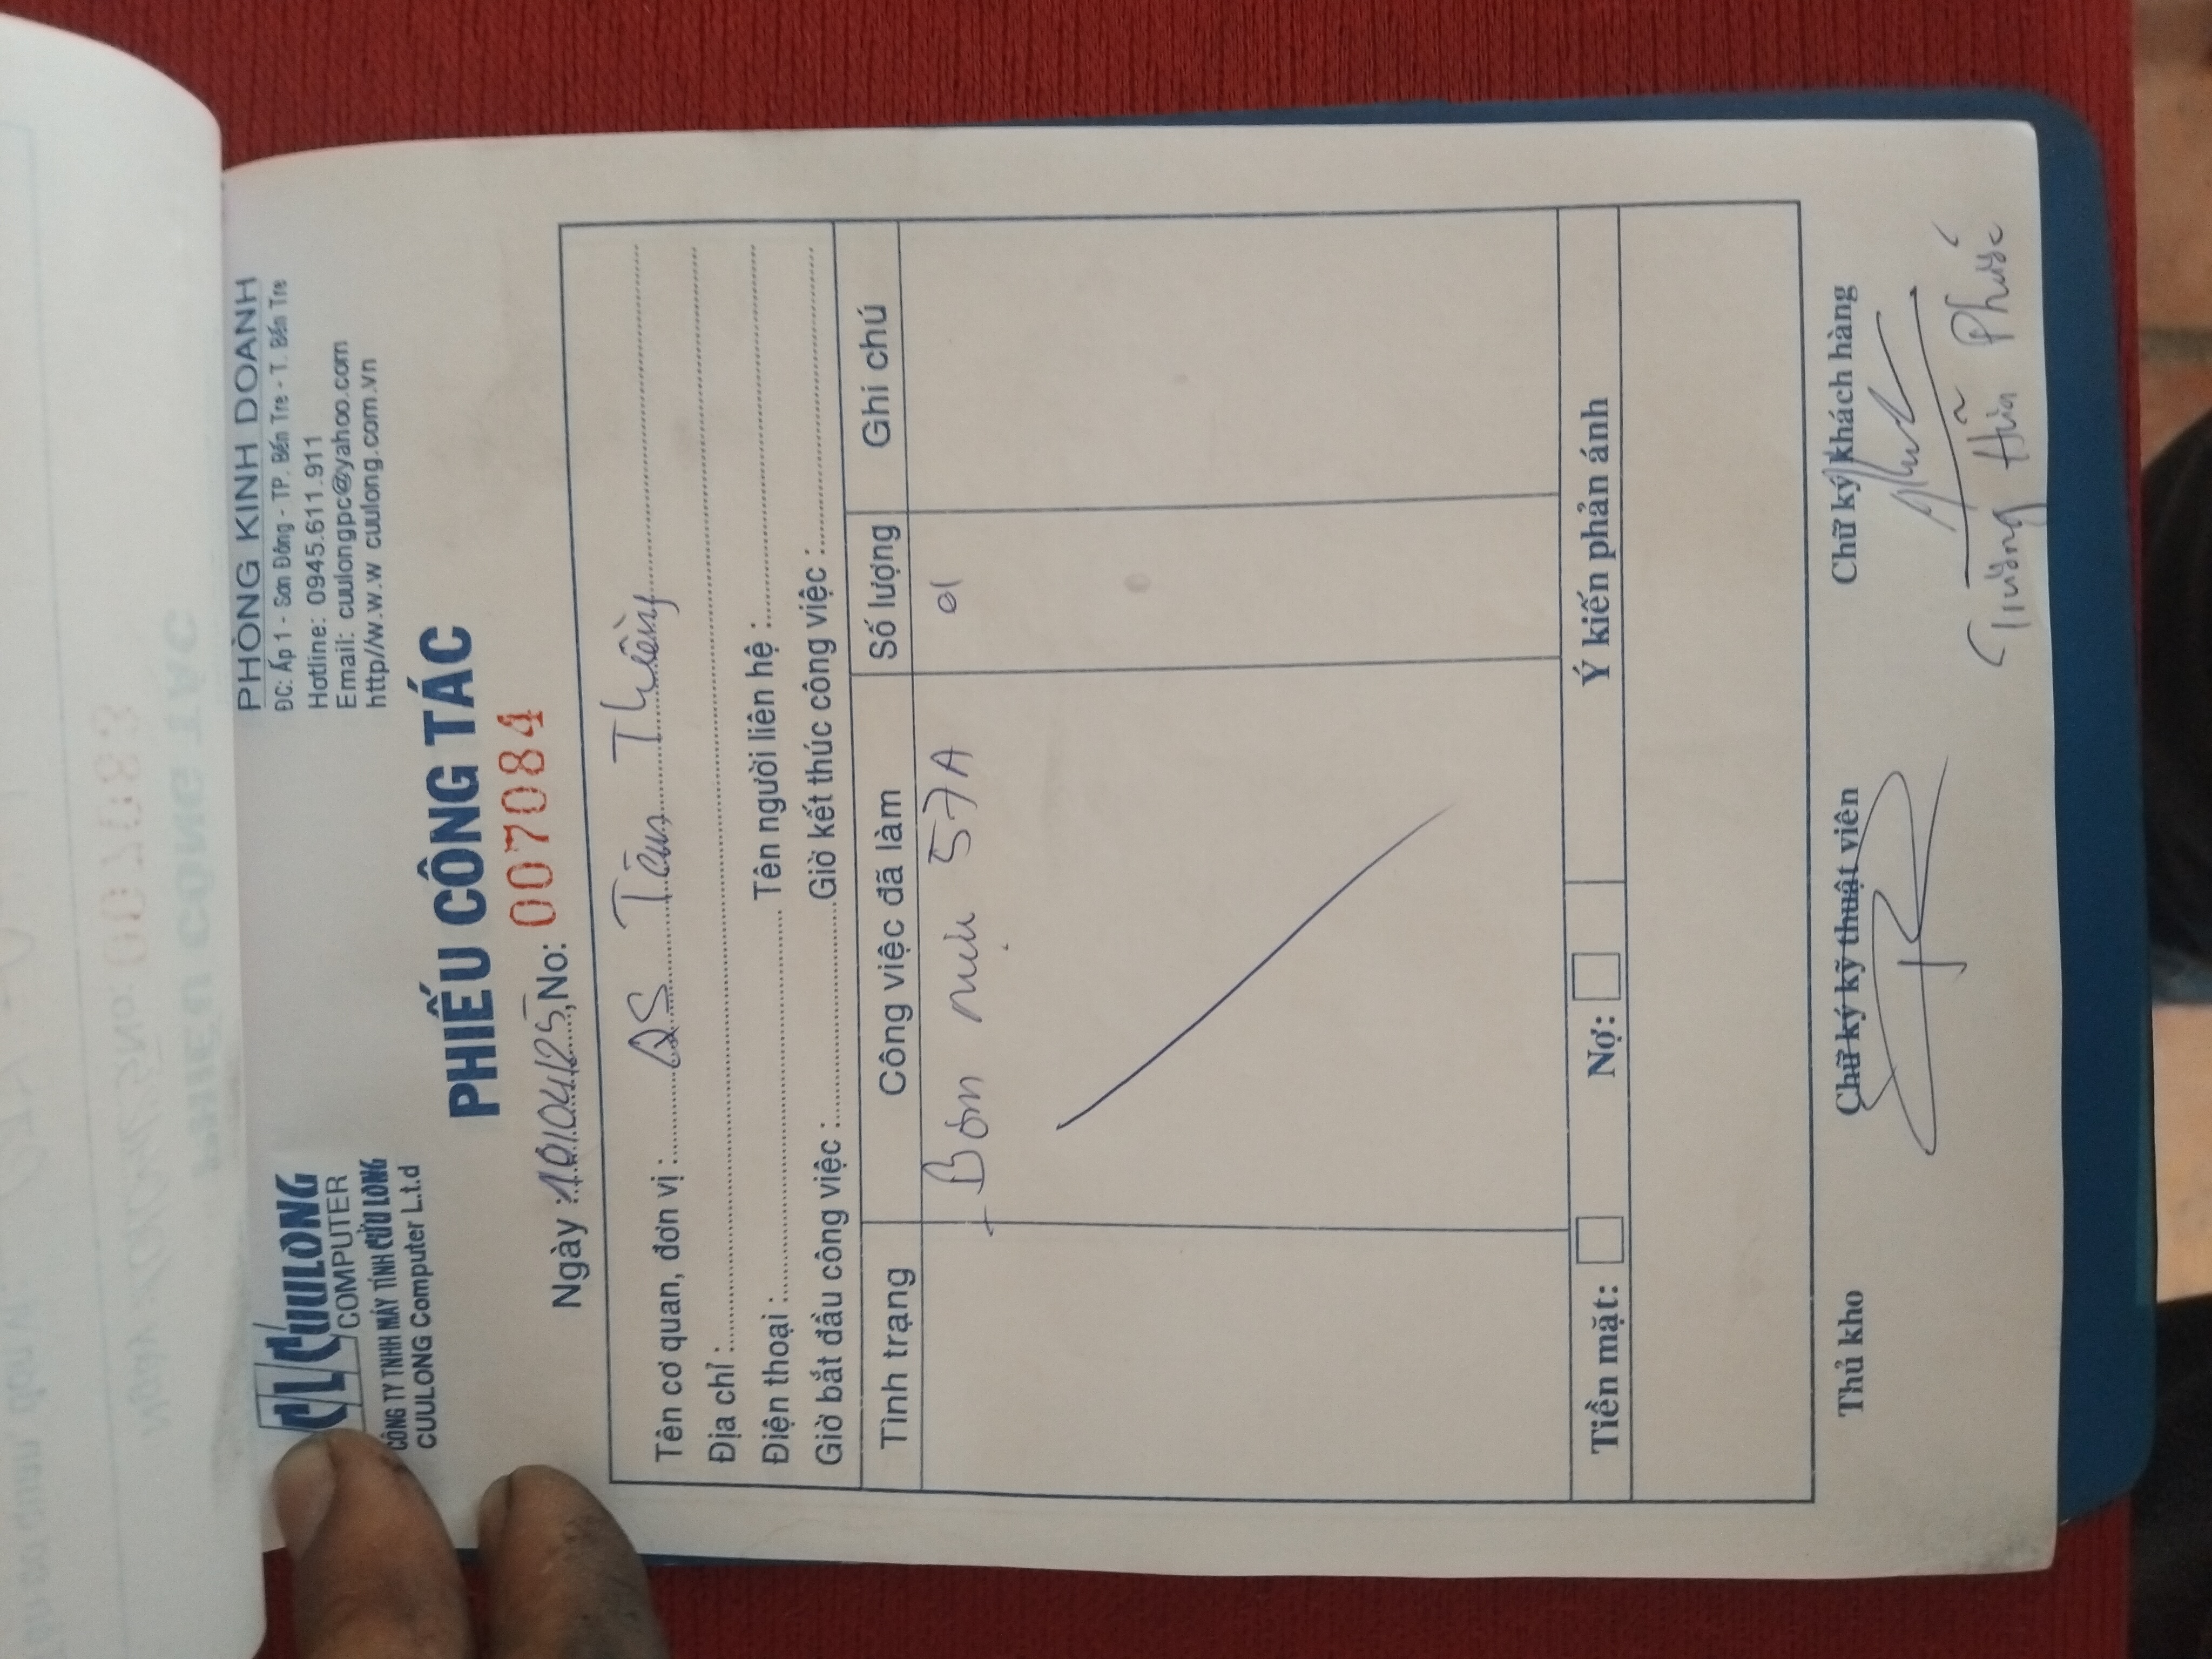 CUULONG
COMPUTER
CÔNG TY TNHH MÁY TÍNH CỬU LONG
CUULONG Computer L.t.d
PHÒNG KINH DOANH
ĐC: Ấp 1 - Sơn Đông - TP. Bến Tre - T. Bến Tre
Hotline: 0945.611.911
Email: cuulongpc@yahoo.com
http//w.w.w cuulong.com.vn
PHIẾU CÔNG TÁC
Ngày : 10/04/25, No: 007084
Tên cơ quan, đơn vị : QS Tân Thiềng
Địa chỉ :
Điện thoại : Tên người liên hệ :
Giờ bắt đầu công việc : Giờ kết thúc công việc :
Tình trạng Công việc đã làm Số lượng Ghi chú
+ Bơm mực 57A 01
Tiền mặt: Nợ: Ý kiến phản ánh
Thủ kho Chữ ký kỹ thuật viên Chữ ký khách hàng
Trương Hữu Phước